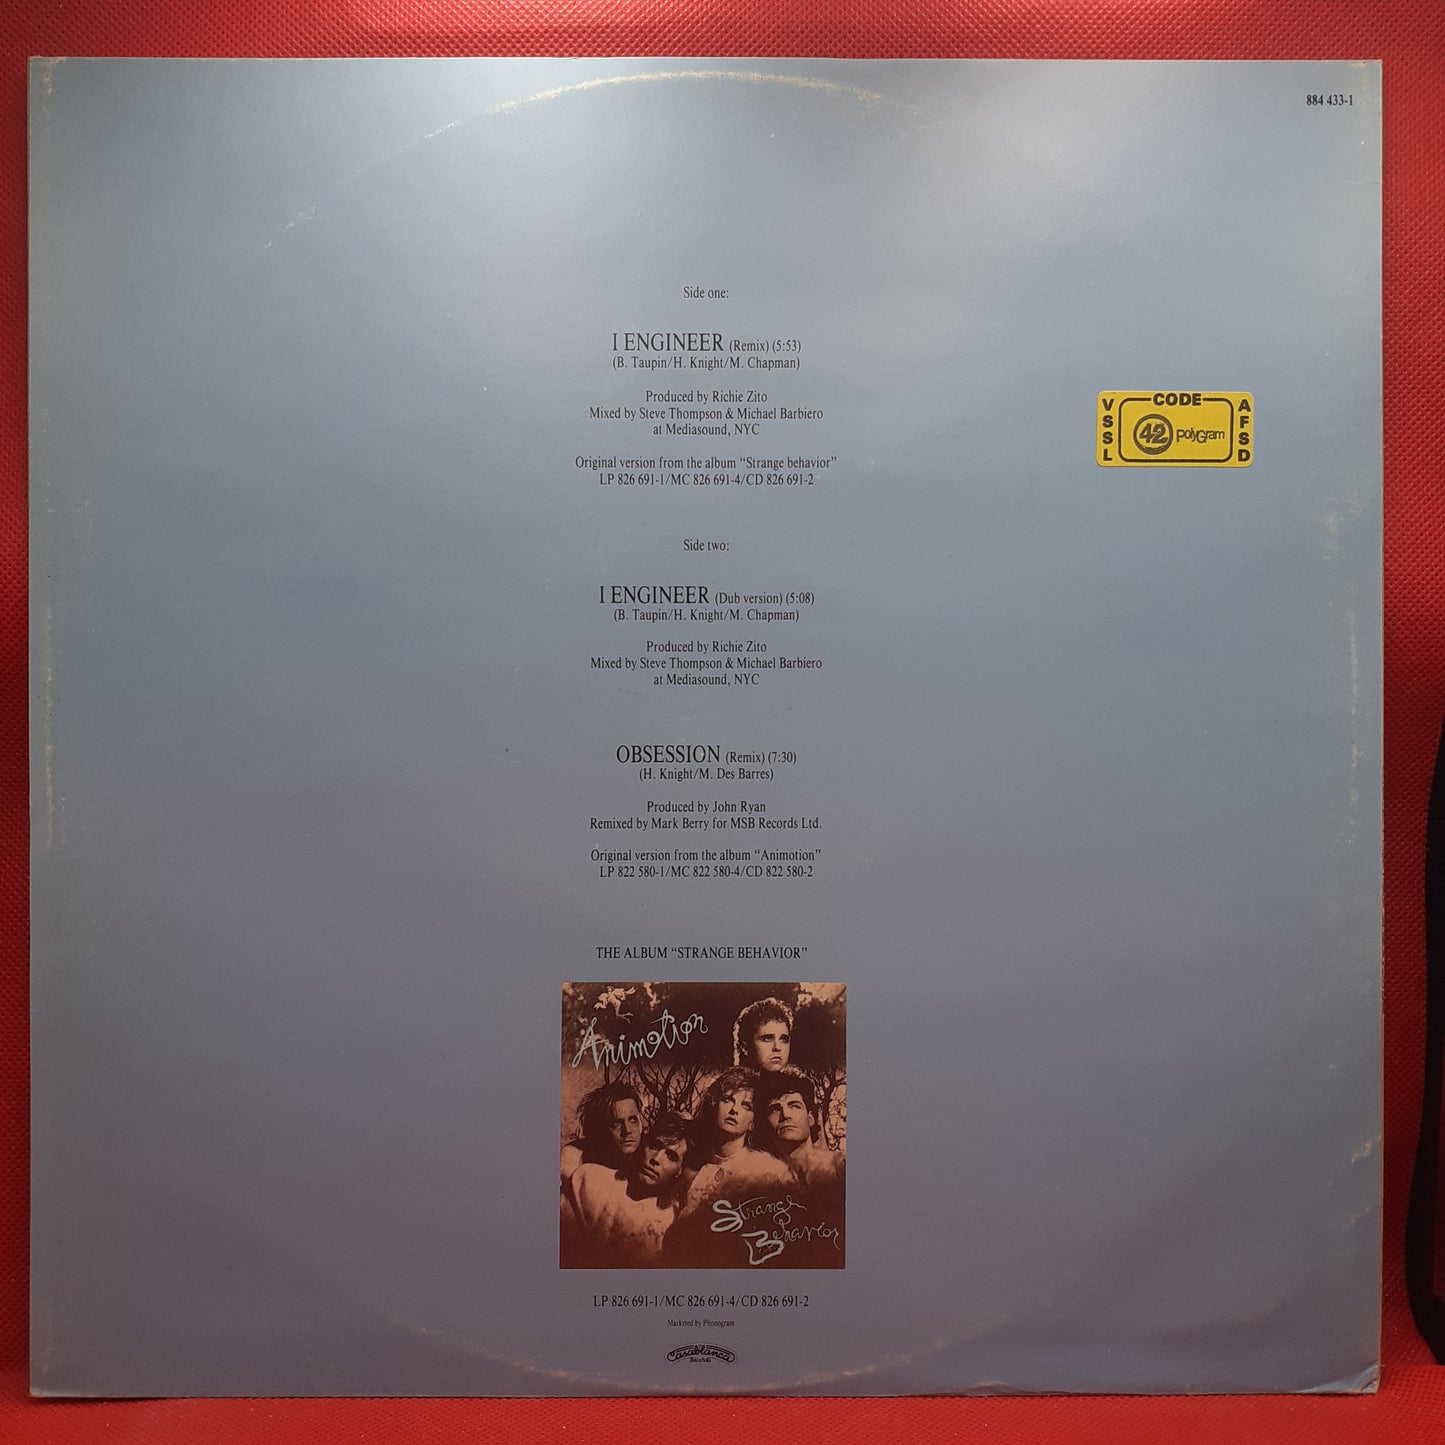 884 433-1
Side one:
I ENGINEER (Remix) (5:53)
(B. Taupin/H. Knight/M. Chapman)
Produced by Richie Zito
Mixed by Steve Thompson & Michael Barbiero
at Mediasound, NYC
Original version from the album “Strange behavior”
LP 826 691-1/MC 826 691-4/CD 826 691-2
VSSL
CODE
42 polyGram
AFSD
Side two:
I ENGINEER (Dub version) (5:08)
(B. Taupin/H. Knight/M. Chapman)
Produced by Richie Zito
Mixed by Steve Thompson & Michael Barbiero
at Mediasound, NYC
OBSESSION (Remix) (7:30)
(H. Knight/M. Des Barres)
Produced by John Ryan
Remixed by Mark Berry for MSB Records Ltd.
Original version from the album “Animotion”
LP 822 580-1/MC 822 580-4/CD 822 580-2
THE ALBUM “STRANGE BEHAVIOR”
Animotion
Strange
Behavior
LP 826 691-1/MC 826 691-4/CD 826 691-2
Marketed by Phonogram
Casablanca
Records